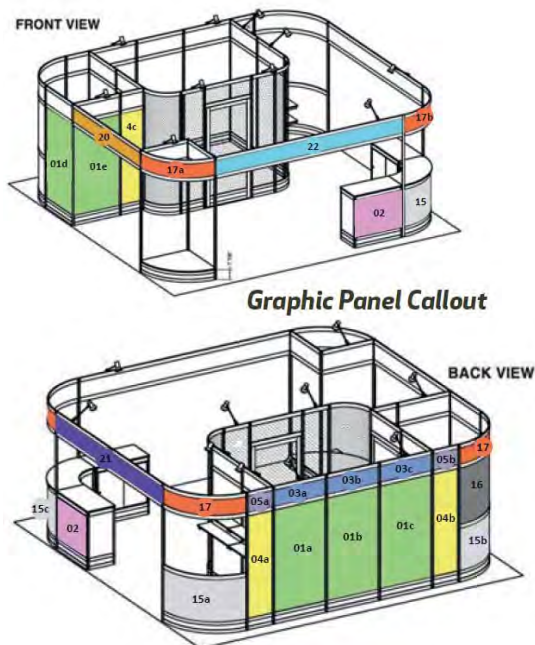 FRONT VIEW
4c
20
01d
01e
17a
22
17b
02
15
Graphic Panel Callout
BACK VIEW
21
17
05a
03a
03b
03c
05b
17
15c
02
04a
01a
01b
01c
04b
16
15a
15b